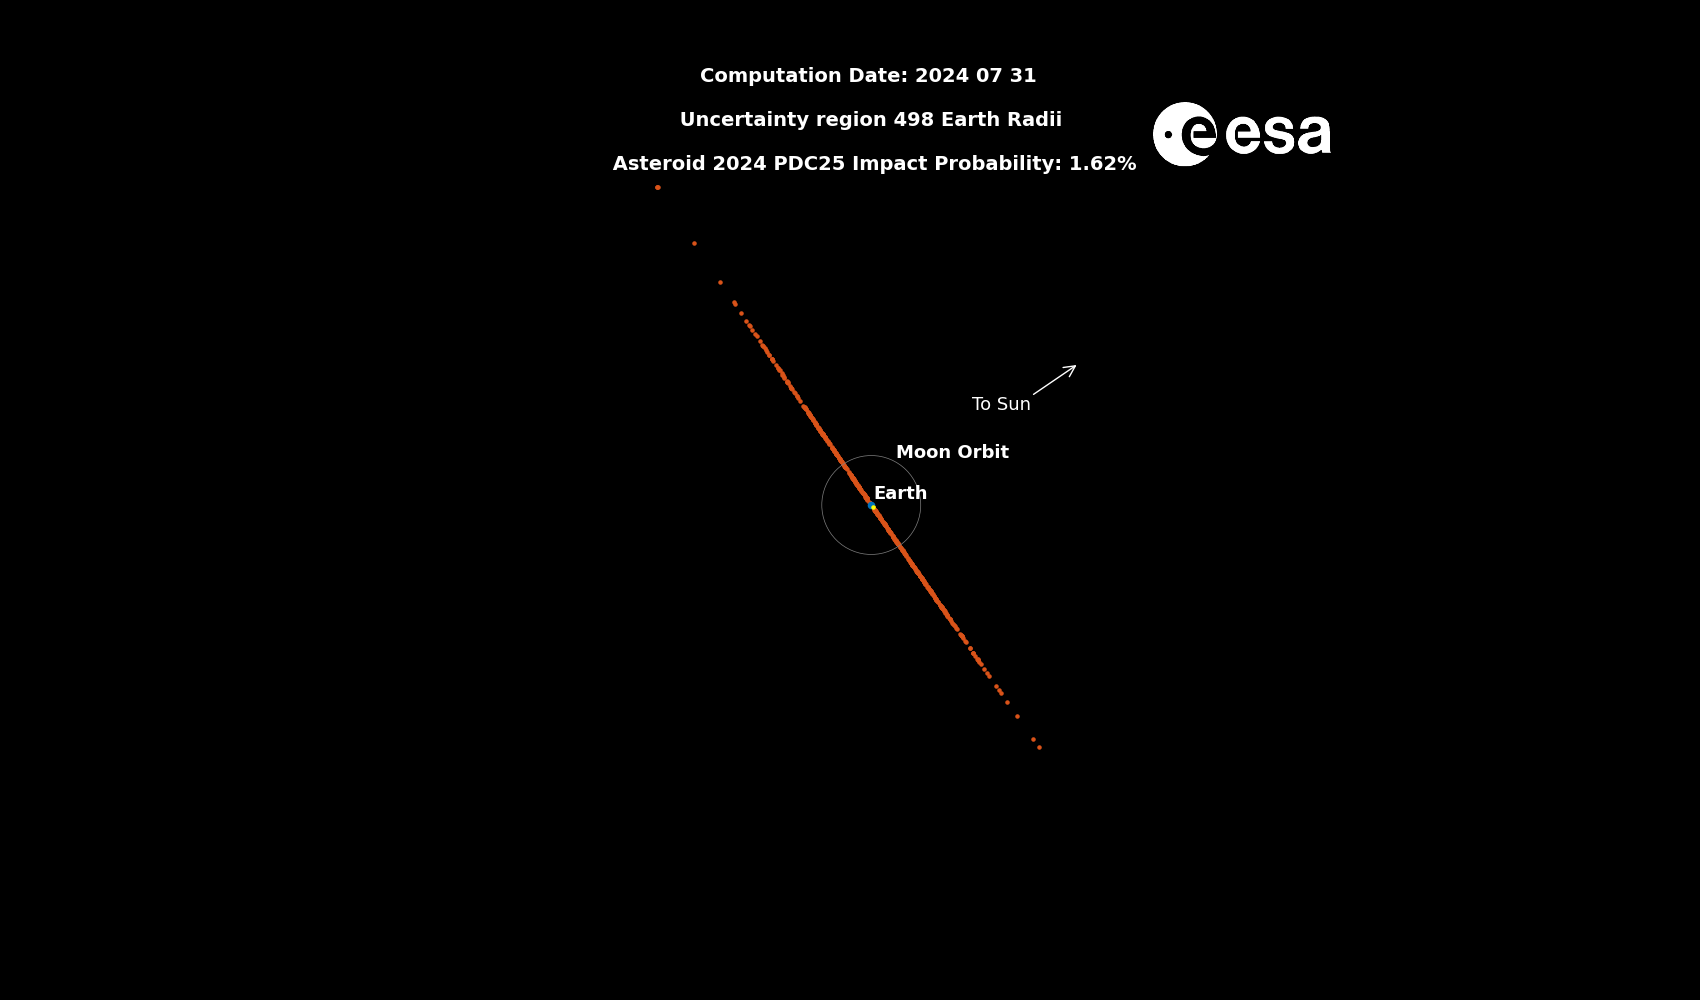 Computation Date: 2024 07 31
Uncertainty region 498 Earth Radii
esa
Asteroid 2024 PDC25 Impact Probability: 1.62%
To Sun
Moon Orbit
Earth